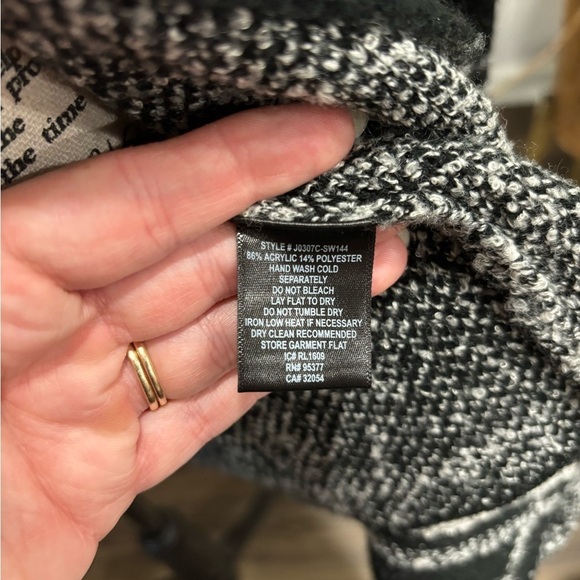 pro
the
the time
STYLE # J0307C-SW144
86% ACRYLIC 14% POLYESTER
HAND WASH COLD
SEPARATELY
DO NOT BLEACH
LAY FLAT TO DRY
DO NOT TUMBLE DRY
IRON LOW HEAT IF NECESSARY
DRY CLEAN RECOMMENDED
STORE GARMENT FLAT
IC# RL1609
RN# 95377
CA# 32054